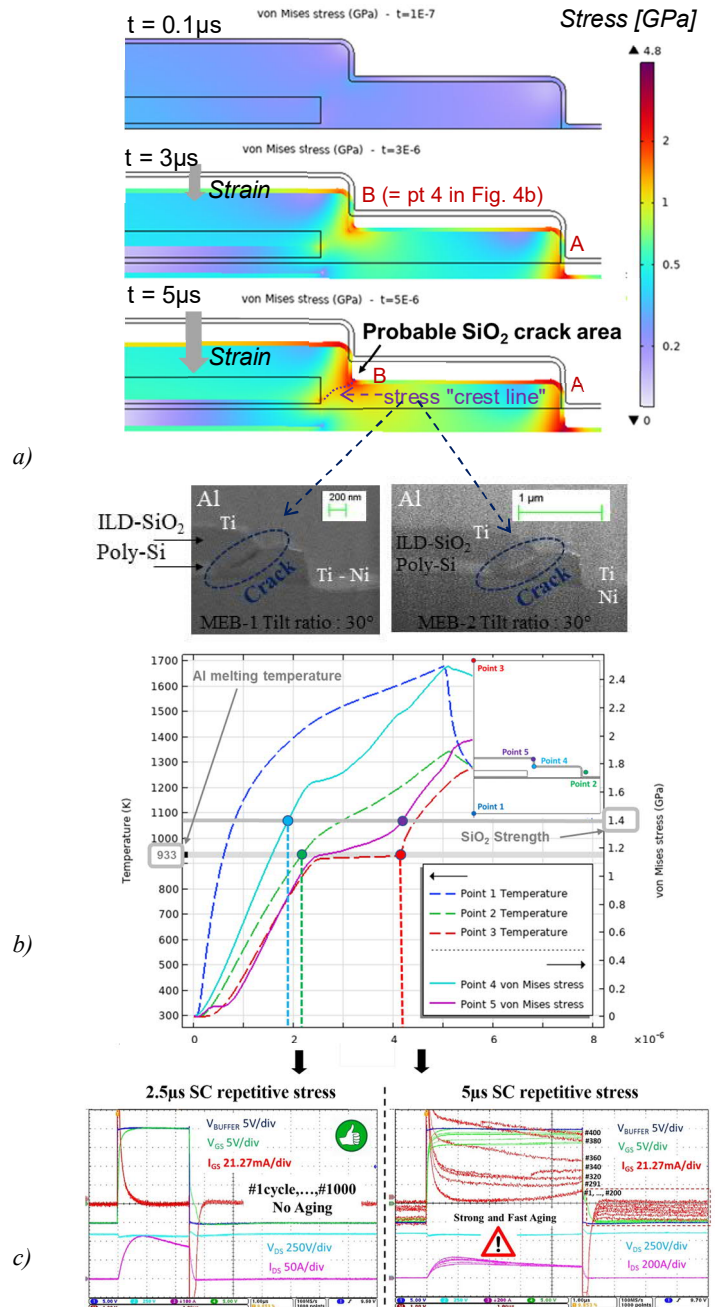 Stress [GPa]
von Mises stress (GPa) - t=1E-7
t = 0.1µs
4.8
2
1
0.5
0.2
0
von Mises stress (GPa) - t=3E-6
t = 3µs
Strain
B (= pt 4 in Fig. 4b)
A
t = 5µs
von Mises stress (GPa) - t=5E-6
Probable SiO₂ crack area
Strain
B
A
stress "crest line"
a)
Al
200 nm
Ti
ILD-SiO₂
Poly-Si
Crack
Ti - Ni
MEB-1 Tilt ratio : 30°
Al
1 µm
Ti
ILD-SiO₂
Poly-Si
Crack
Ti
Ni
MEB-2 Tilt ratio : 30°
1700
1600
1500
1400
1300
1200
1100
1000
933
900
800
700
600
500
400
300
Temperature (K)
Al melting temperature
Point 3
Point 5
Point 4
Point 2
Point 1
SiO₂ Strength
2.4
2.2
2
1.8
1.6
1.4
1.2
1
0.8
0.6
0.4
0.2
0
von Mises stress (GPa)
Point 1 Temperature
Point 2 Temperature
Point 3 Temperature
Point 4 von Mises stress
Point 5 von Mises stress
0
2
4
6
8
×10⁻⁶
b)
2.5µs SC repetitive stress
V_BUFFER 5V/div
V_GS 5V/div
I_GS 21.27mA/div
#1cycle,…,#1000
No Aging
V_DS 250V/div
I_DS 50A/div
5µs SC repetitive stress
#400
#380
#360
#340
#320
#291
#1, ..., #200
V_BUFFER 5V/div
V_GS 5V/div
I_GS 21.27mA/div
Strong and Fast Aging
V_DS 250V/div
I_DS 200A/div
c)